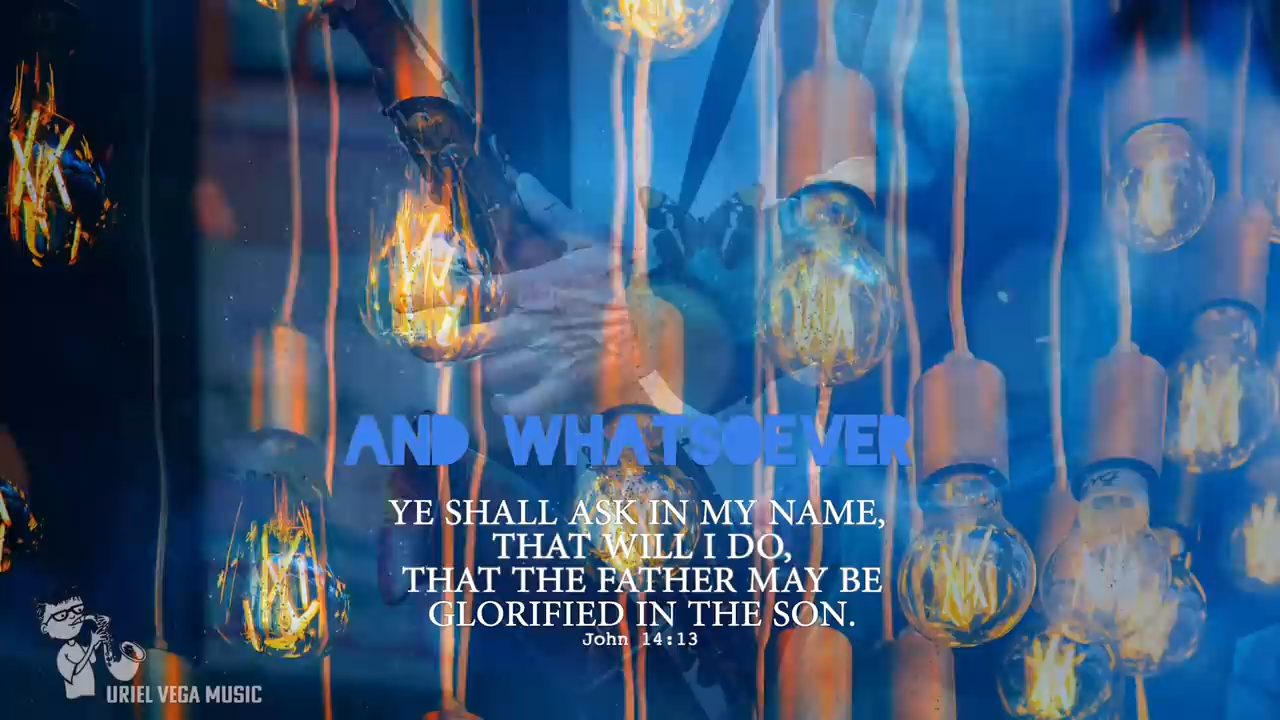 AND WHATSOEVER
YE SHALL ASK IN MY NAME,
THAT WILL I DO,
THAT THE FATHER MAY BE
GLORIFIED IN THE SON.
John 14:13
URIEL VEGA MUSIC